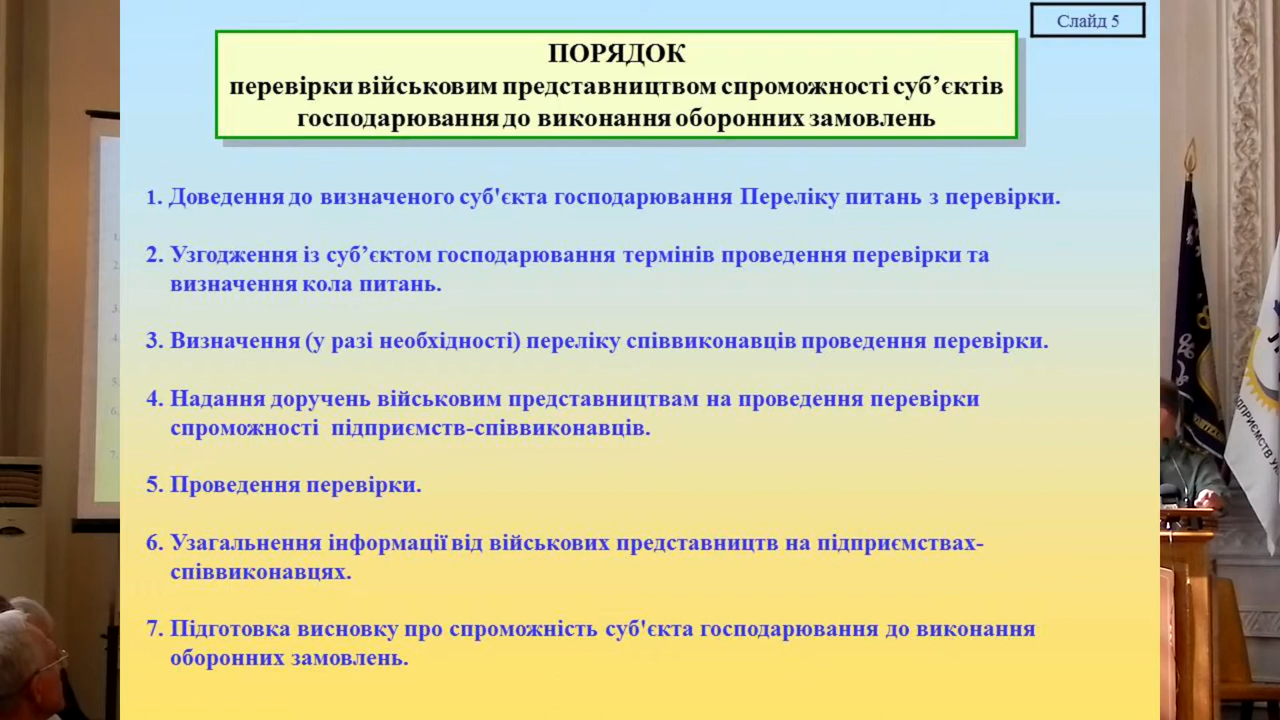 Слайд 5
ПОРЯДОК
перевірки військовим представництвом спроможності суб’єктів
господарювання до виконання оборонних замовлень
1. Доведення до визначеного суб'єкта господарювання Переліку питань з перевірки.
2. Узгодження із суб’єктом господарювання термінів проведення перевірки та
визначення кола питань.
3. Визначення (у разі необхідності) переліку співвиконавців проведення перевірки.
4. Надання доручень військовим представництвам на проведення перевірки
спроможності підприємств-співвиконавців.
5. Проведення перевірки.
6. Узагальнення інформації від військових представництв на підприємствах-
співвиконавцях.
7. Підготовка висновку про спроможність суб'єкта господарювання до виконання
оборонних замовлень.